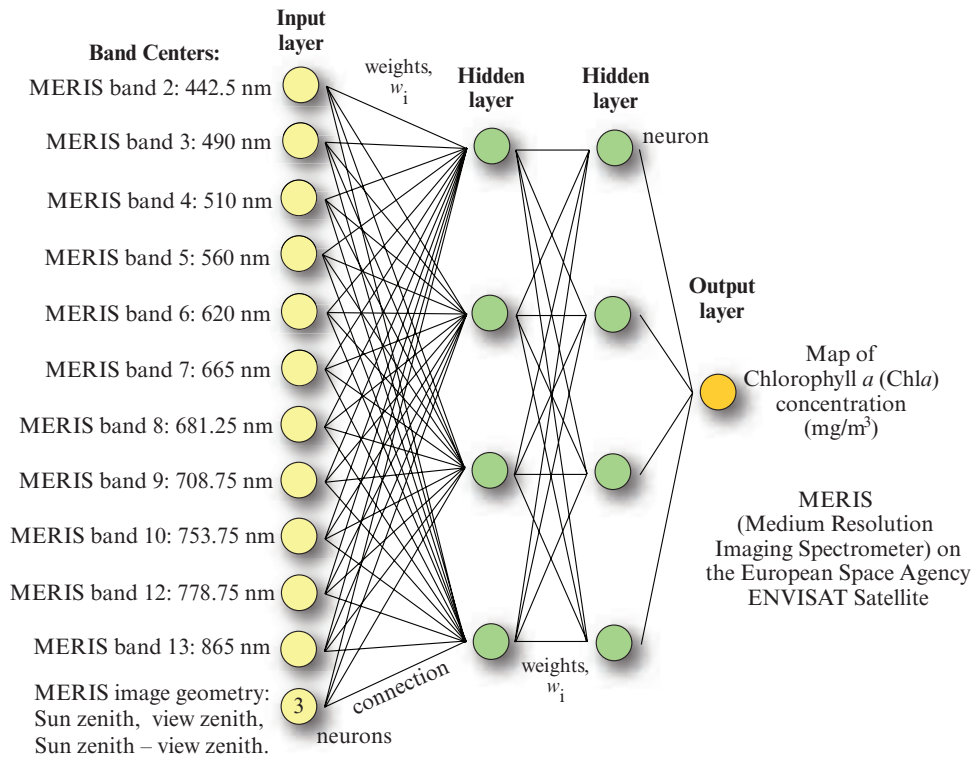 Input
layer
Band Centers:
MERIS band 2: 442.5 nm
MERIS band 3: 490 nm
MERIS band 4: 510 nm
MERIS band 5: 560 nm
MERIS band 6: 620 nm
MERIS band 7: 665 nm
MERIS band 8: 681.25 nm
MERIS band 9: 708.75 nm
MERIS band 10: 753.75 nm
MERIS band 12: 778.75 nm
MERIS band 13: 865 nm
MERIS image geometry:
Sun zenith, view zenith,
Sun zenith – view zenith.
3
neurons
weights,
wi
connection
Hidden
layer
weights,
wi
Hidden
layer
neuron
Output
layer
Map of
Chlorophyll a (Chla)
concentration
(mg/m³)
MERIS
(Medium Resolution
Imaging Spectrometer) on
the European Space Agency
ENVISAT Satellite